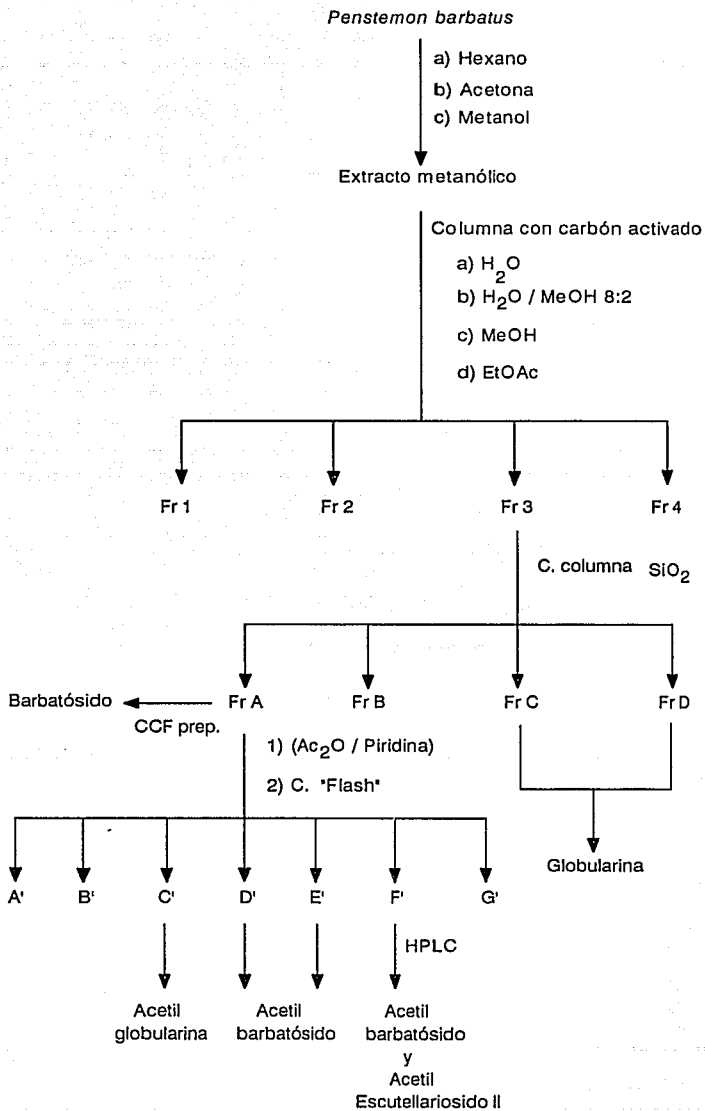 Penstemon barbatus
a) Hexano
b) Acetona
c) Metanol
Extracto metanólico
Columna con carbón activado
a) H2O
b) H2O / MeOH 8:2
c) MeOH
d) EtOAc
Fr 1 Fr 2 Fr 3 Fr 4
C. columna SiO2
Barbatósido Fr A Fr B Fr C Fr D
CCF prep.
1) (Ac2O / Piridina)
2) C. "Flash"
Globularina
A' B' C' D' E' F' G'
HPLC
Acetil globularina
Acetil barbatósido
Acetil
barbatósido
y
Acetil
Escutellariosido II